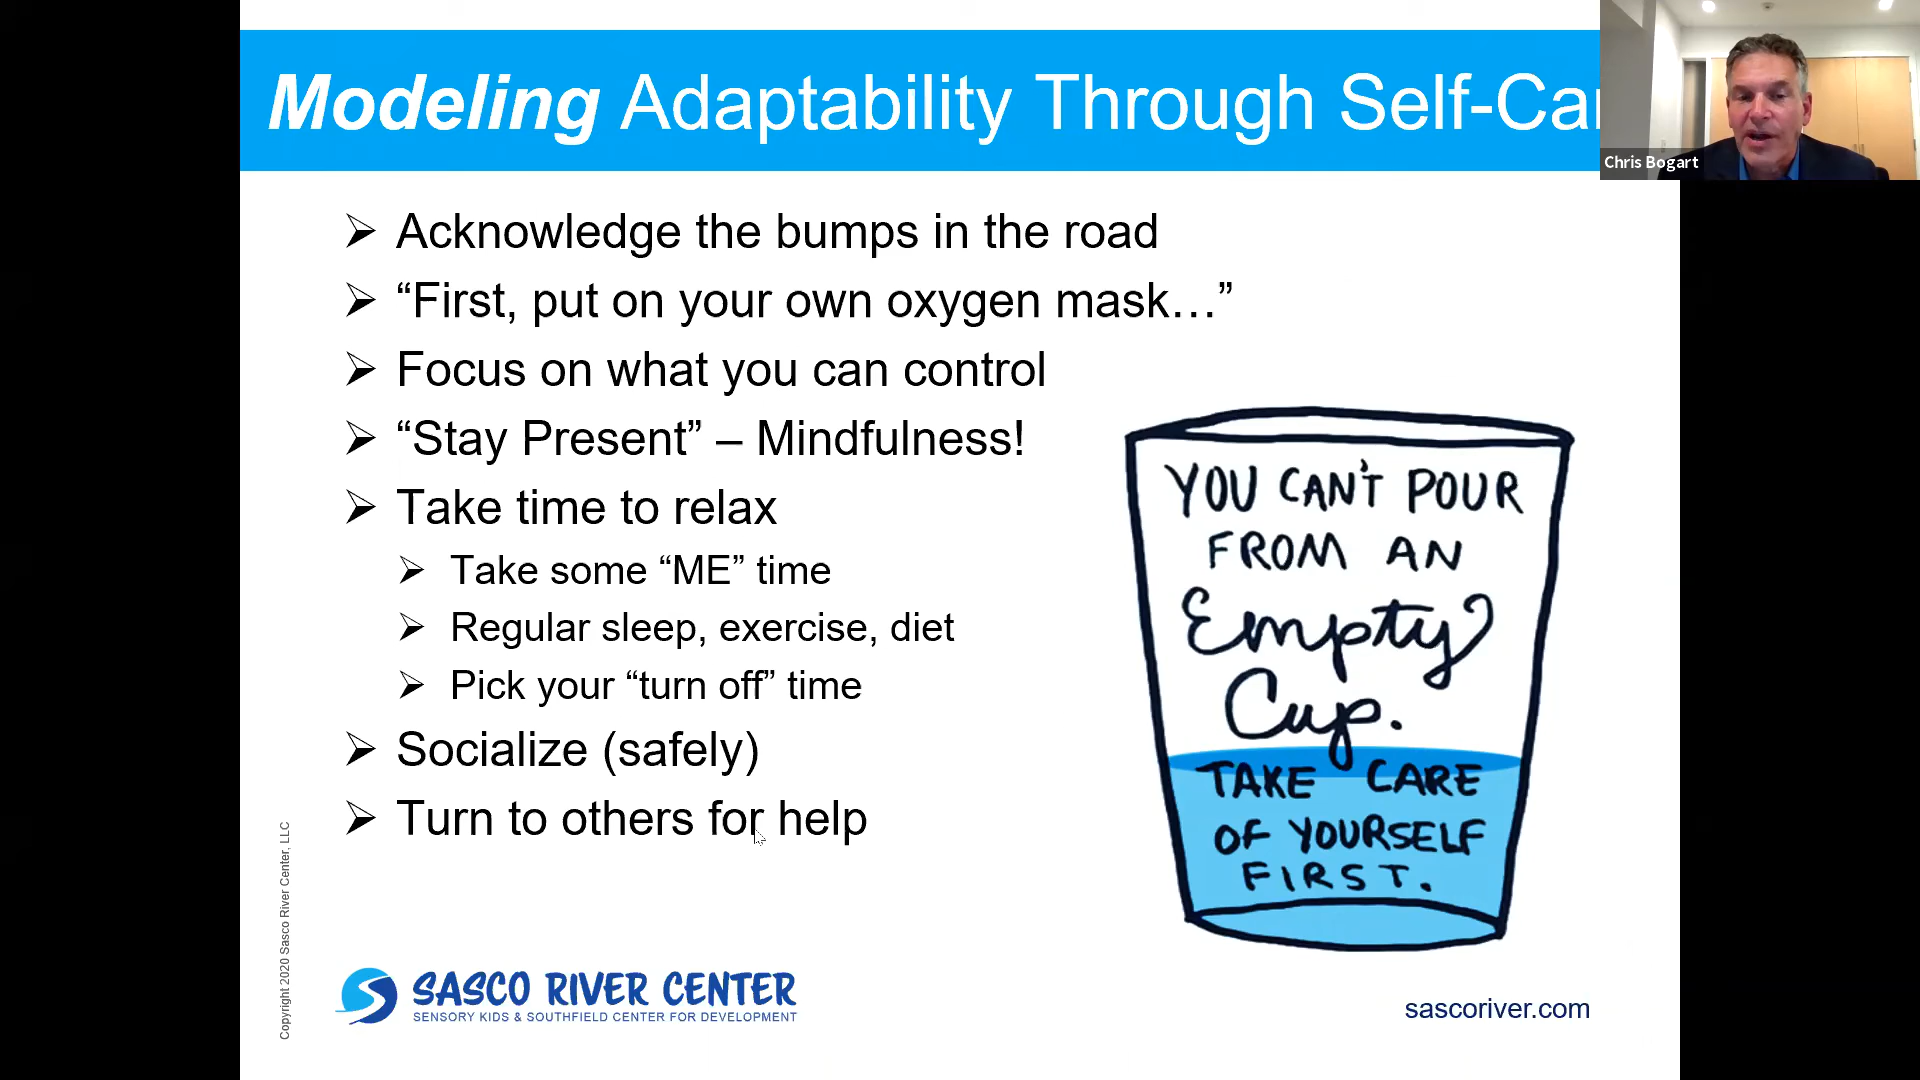 Modeling Adaptability Through Self-Car
Chris Bogart
➢ Acknowledge the bumps in the road
➢ “First, put on your own oxygen mask…”
➢ Focus on what you can control
➢ “Stay Present” – Mindfulness!
➢ Take time to relax
➢ Take some “ME” time
➢ Regular sleep, exercise, diet
➢ Pick your “turn off” time
➢ Socialize (safely)
➢ Turn to others for help
YOU CAN'T POUR
FROM AN
Empty
Cup.
TAKE CARE
OF YOURSELF
FIRST.
Copyright 2020 Sasco River Center, LLC
SASCO RIVER CENTER
SENSORY KIDS & SOUTHFIELD CENTER FOR DEVELOPMENT
sascoriver.com